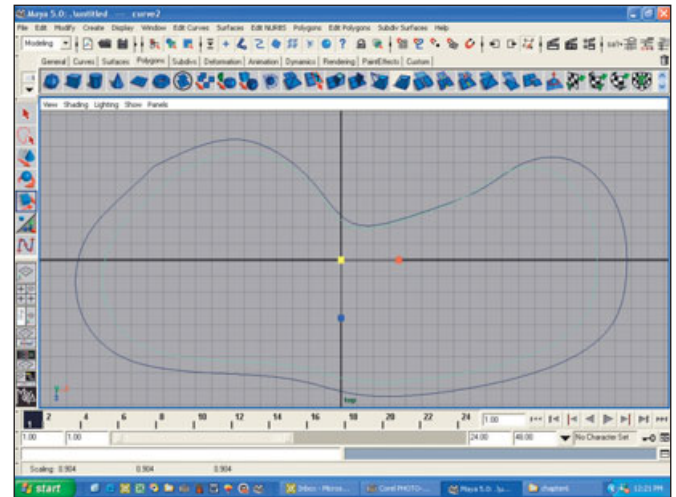 Maya 5.0: .\untitled --- curve2
File Edit Modify Create Display Window Edit Curves Surfaces Edit NURBS Polygons Edit Polygons Subdiv Surfaces Help
Modeling
General Curves Surfaces Polygons Subdivs Deformation Animation Dynamics Rendering PaintEffects Custom
View Shading Lighting Show Panels
top
1 2 4 6 8 10 12 14 16 18 20 22 24 1.00
1.00 1.00 24.00 48.00 No Character Set
Scaling: 0.904 0.904 0.904
start Inbox - Micros... Corel PHOTO-... Maya 5.0: .\u... chapter6 12:21 PM